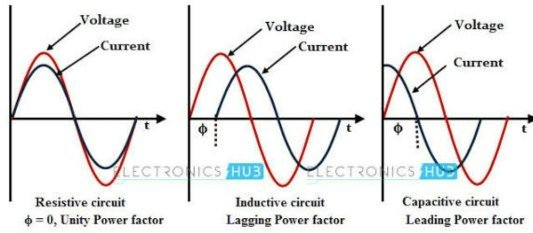 Voltage
Current
t
Resistive circuit
ϕ = 0, Unity Power factor
Voltage
Current
ϕ
t
Inductive circuit
Lagging Power factor
Voltage
Current
ϕ
t
Capacitive circuit
Leading Power factor
ELECTRONICS HUB
ELECTRONICS HUB